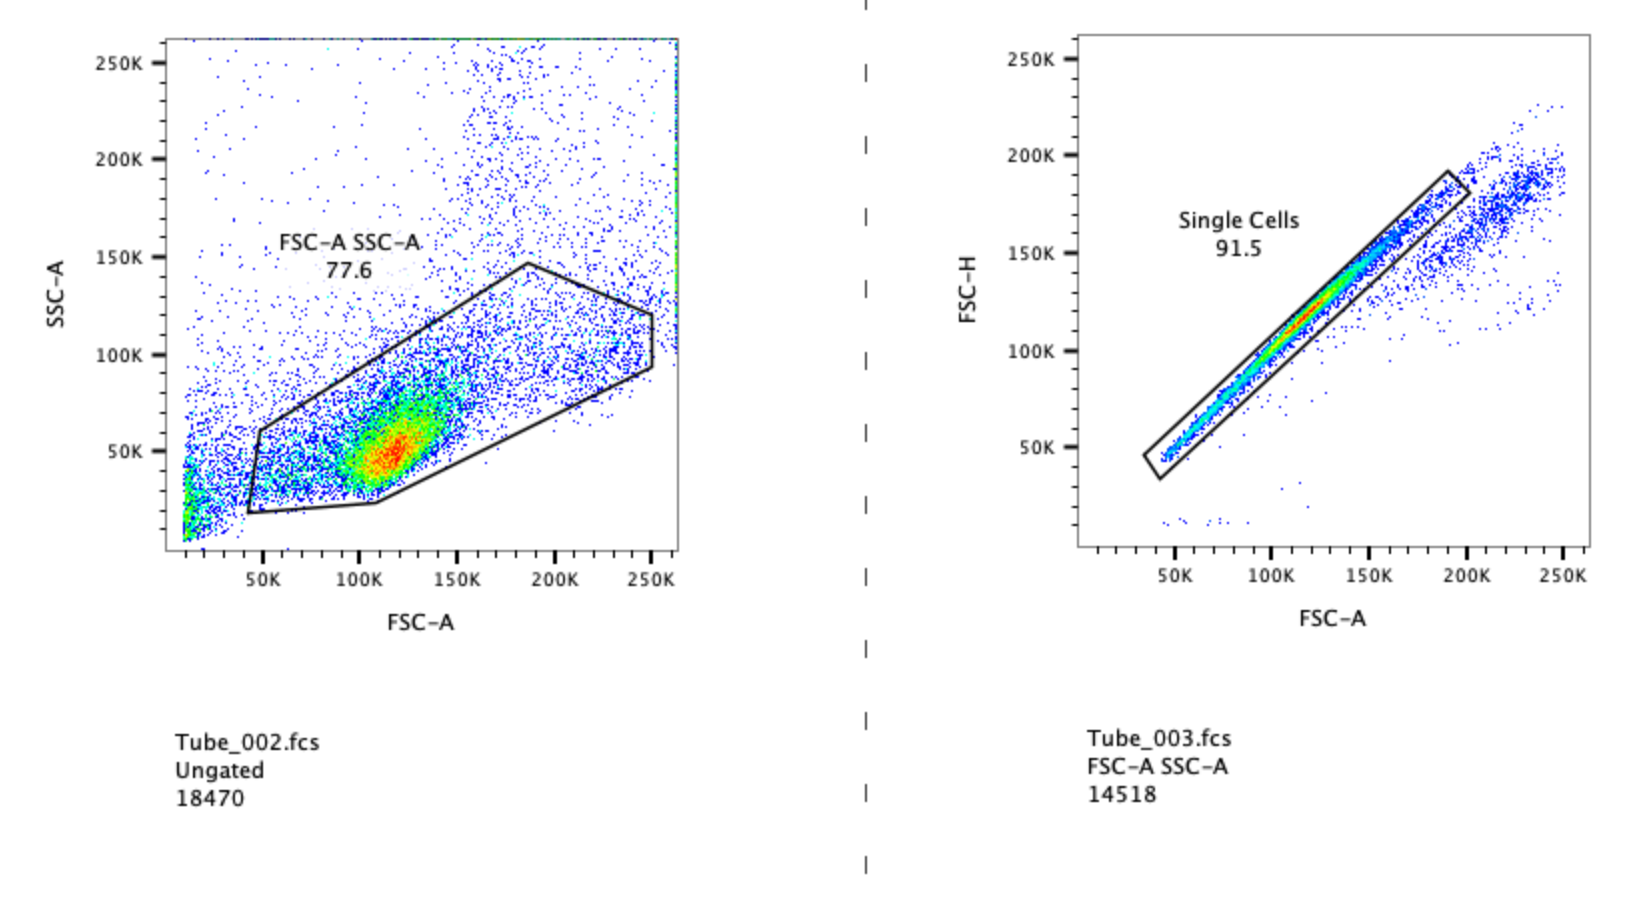 250K
200K
150K
100K
50K
SSC-A
FSC-A SSC-A
77.6
50K 100K 150K 200K 250K
FSC-A
Tube_002.fcs
Ungated
18470
250K
200K
150K
100K
50K
FSC-H
Single Cells
91.5
50K 100K 150K 200K 250K
FSC-A
Tube_003.fcs
FSC-A SSC-A
14518